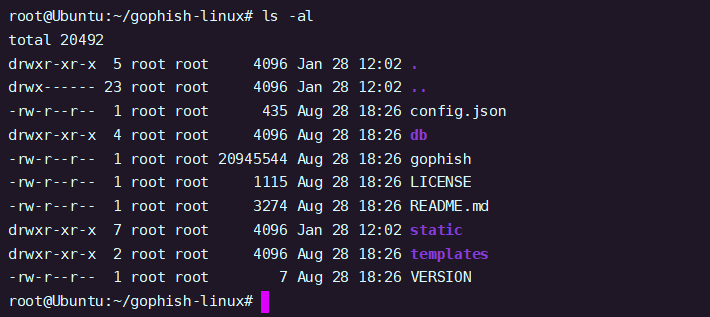 root@Ubuntu:~/gophish-linux# ls -al
total 20492
drwxr-xr-x  5 root root     4096 Jan 28 12:02 .
drwx------ 23 root root     4096 Jan 28 12:02 ..
-rw-r--r--  1 root root      435 Aug 28 18:26 config.json
drwxr-xr-x  4 root root     4096 Aug 28 18:26 db
-rw-r--r--  1 root root 20945544 Aug 28 18:26 gophish
-rw-r--r--  1 root root     1115 Aug 28 18:26 LICENSE
-rw-r--r--  1 root root     3274 Aug 28 18:26 README.md
drwxr-xr-x  7 root root     4096 Jan 28 12:02 static
drwxr-xr-x  2 root root     4096 Aug 28 18:26 templates
-rw-r--r--  1 root root        7 Aug 28 18:26 VERSION
root@Ubuntu:~/gophish-linux#